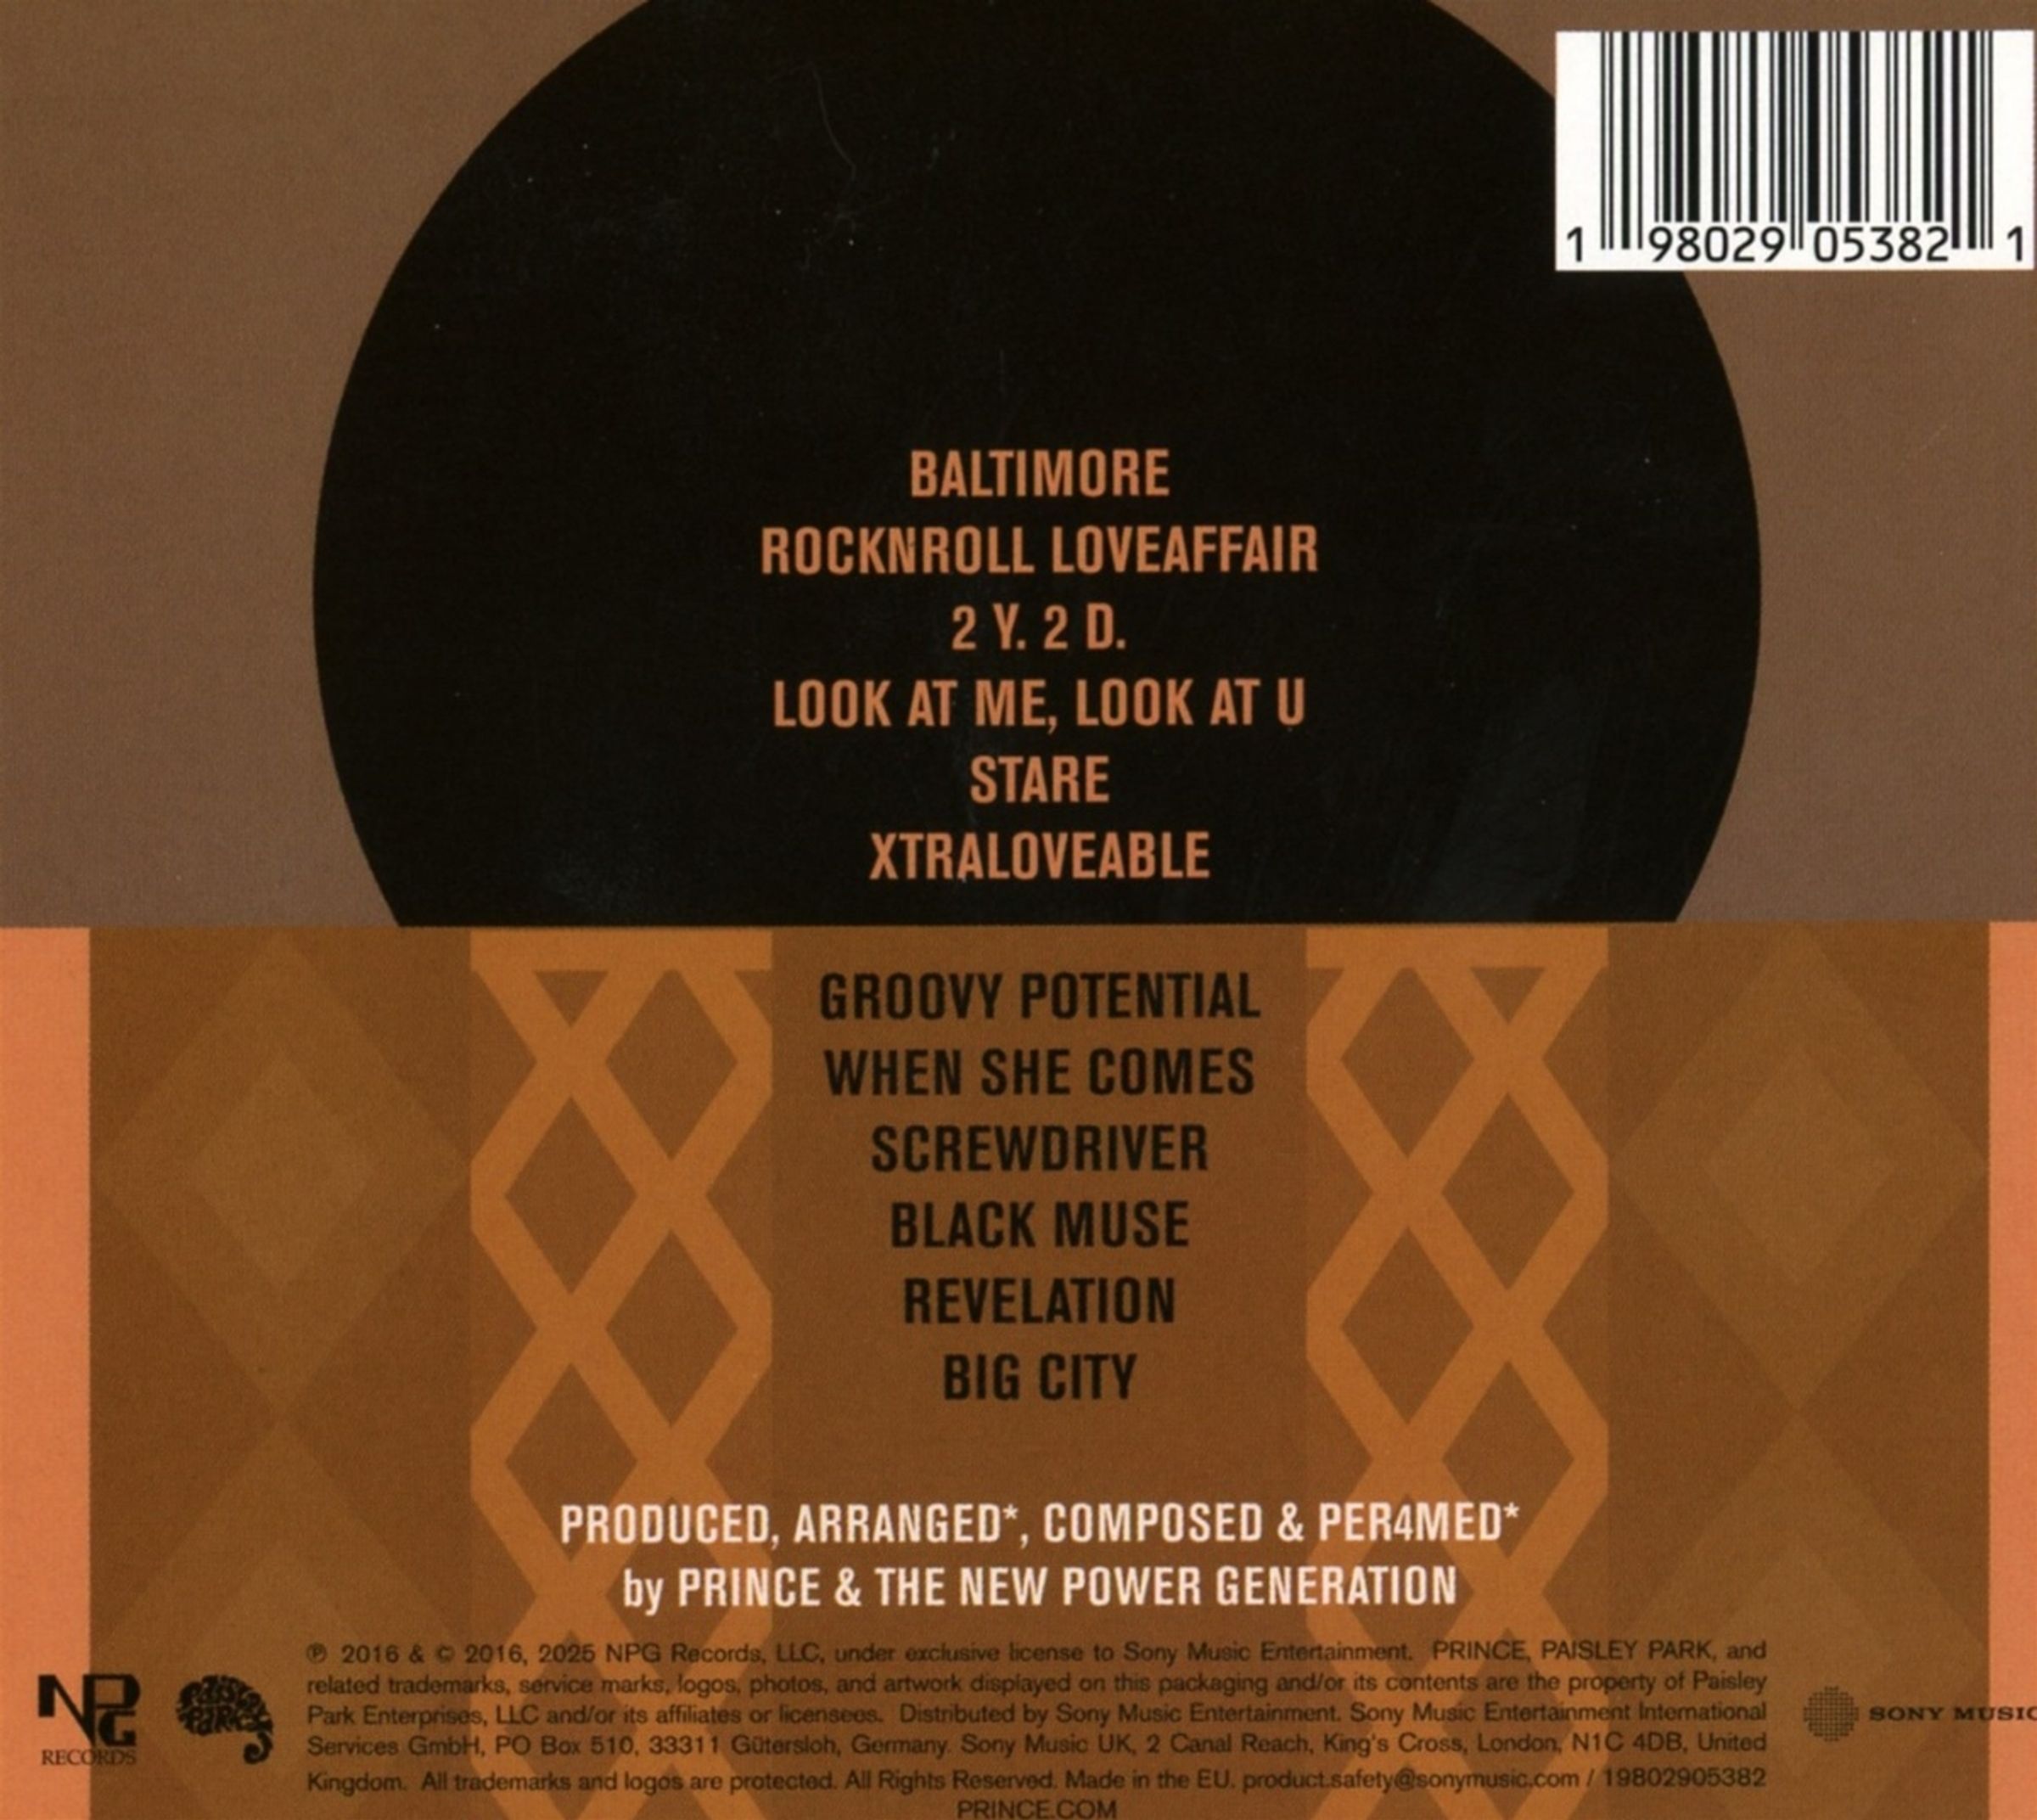 1 98029 05382 1
BALTIMORE
ROCKNROLL LOVEAFFAIR
2 Y. 2 D.
LOOK AT ME, LOOK AT U
STARE
XTRALOVEABLE
GROOVY POTENTIAL
WHEN SHE COMES
SCREWDRIVER
BLACK MUSE
REVELATION
BIG CITY
PRODUCED, ARRANGED*, COMPOSED & PER4MED*
by PRINCE & THE NEW POWER GENERATION
℗ 2016 & © 2016, 2025 NPG Records, LLC, under exclusive license to Sony Music Entertainment. PRINCE, PAISLEY PARK, and
related trademarks, service marks, logos, photos, and artwork displayed on this packaging and/or its contents are the property of Paisley
Park Enterprises, LLC and/or its affiliates or licensees. Distributed by Sony Music Entertainment. Sony Music Entertainment International
Services GmbH, PO Box 510, 33311 Gütersloh, Germany. Sony Music UK, 2 Canal Reach, King's Cross, London, N1C 4DB, United
Kingdom. All trademarks and logos are protected. All Rights Reserved. Made in the EU. product.safety@sonymusic.com / 19802905382
PRINCE.COM
NPG
RECORDS
PAISLEY
PARK
SONY MUSIC